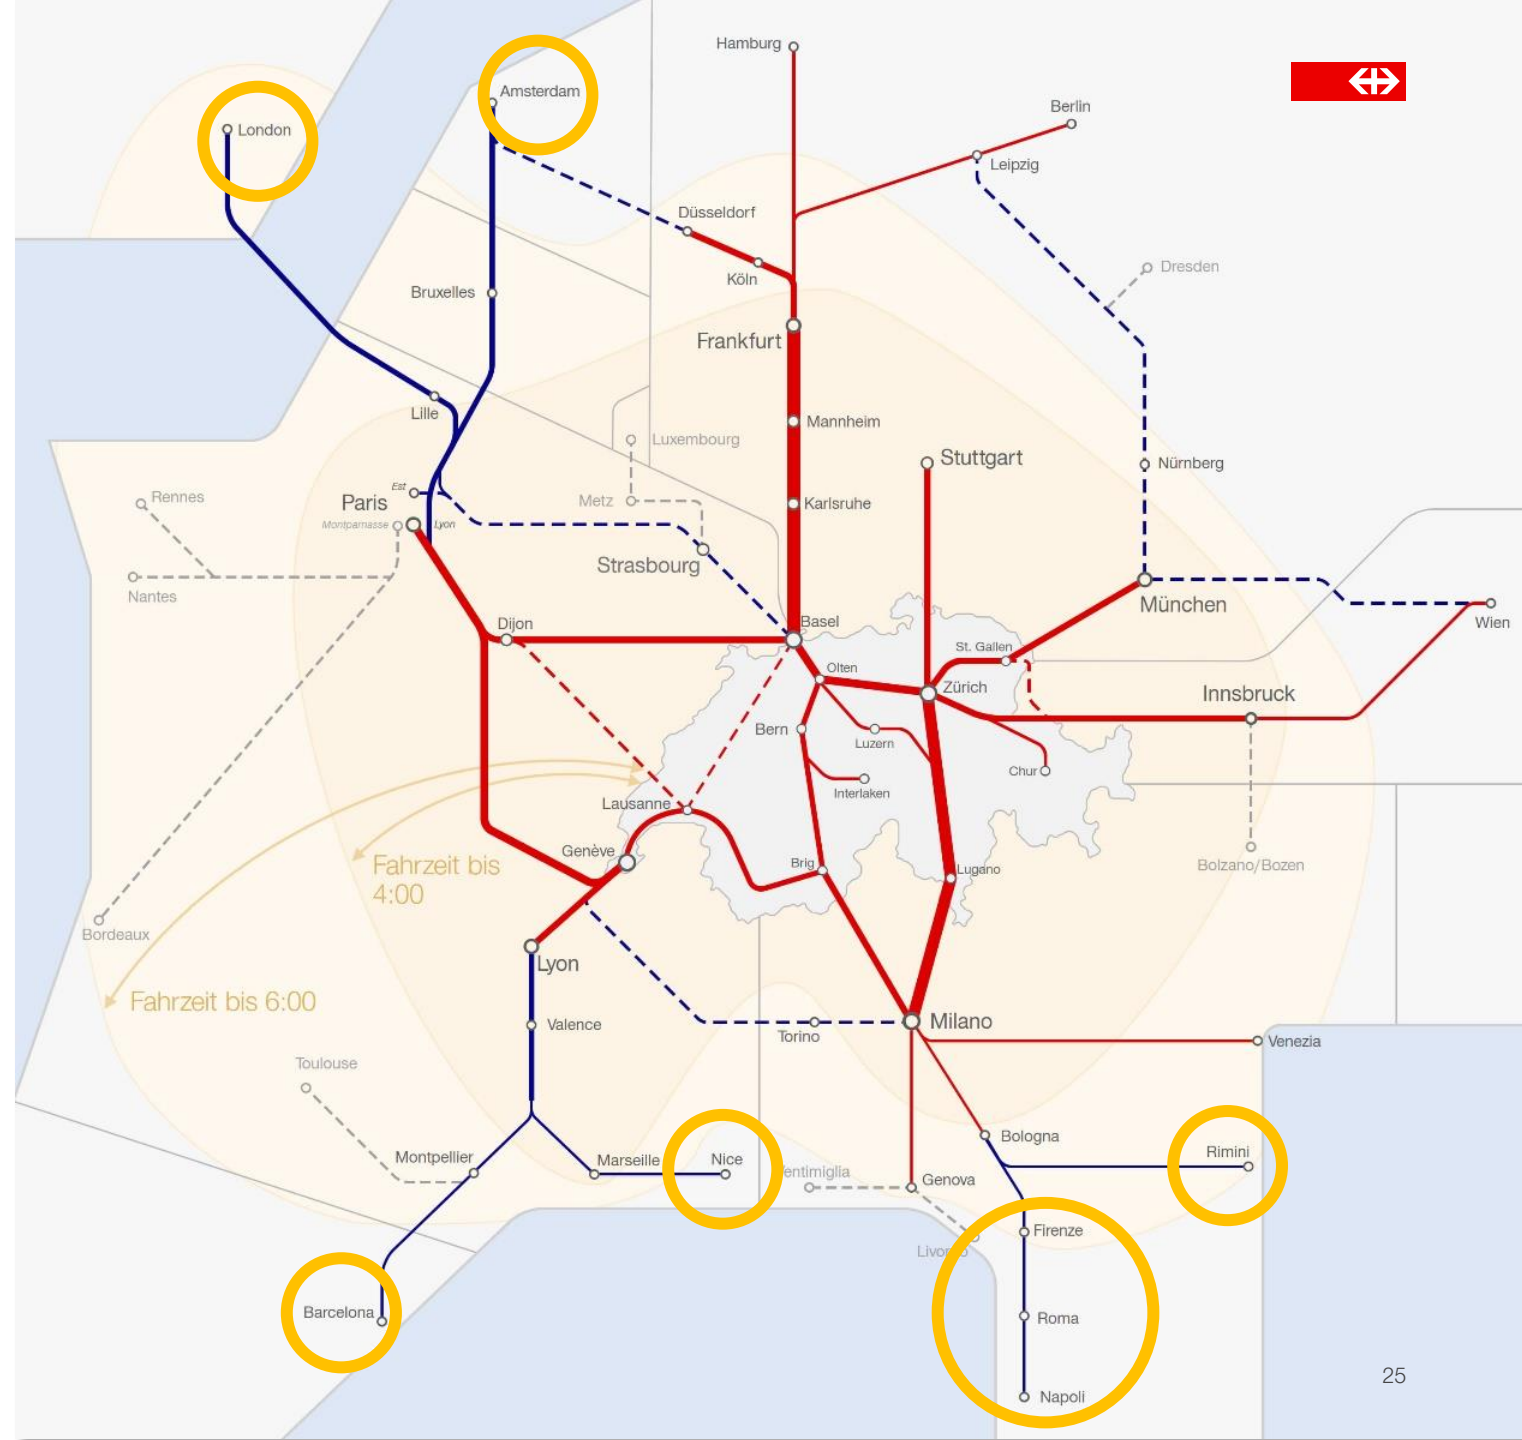 Hamburg
Amsterdam
Berlin
London
Leipzig
Düsseldorf
Dresden
Köln
Bruxelles
Frankfurt
Lille
Mannheim
Luxembourg
Stuttgart
Nürnberg
Est
Rennes
Paris
Metz
Karlsruhe
Montparnasse
Lyon
Strasbourg
Nantes
München
Wien
Dijon
Basel
St. Gallen
Olten
Zürich
Innsbruck
Bern
Luzern
Chur
Interlaken
Lausanne
Genève
Brig
Lugano
Bolzano/Bozen
Fahrzeit bis
4:00
Bordeaux
Lyon
Fahrzeit bis 6:00
Valence
Milano
Torino
Venezia
Toulouse
Bologna
Montpellier
Marseille
Nice
Rimini
entimiglia
Genova
Firenze
Barcelona
Roma
25
Napoli